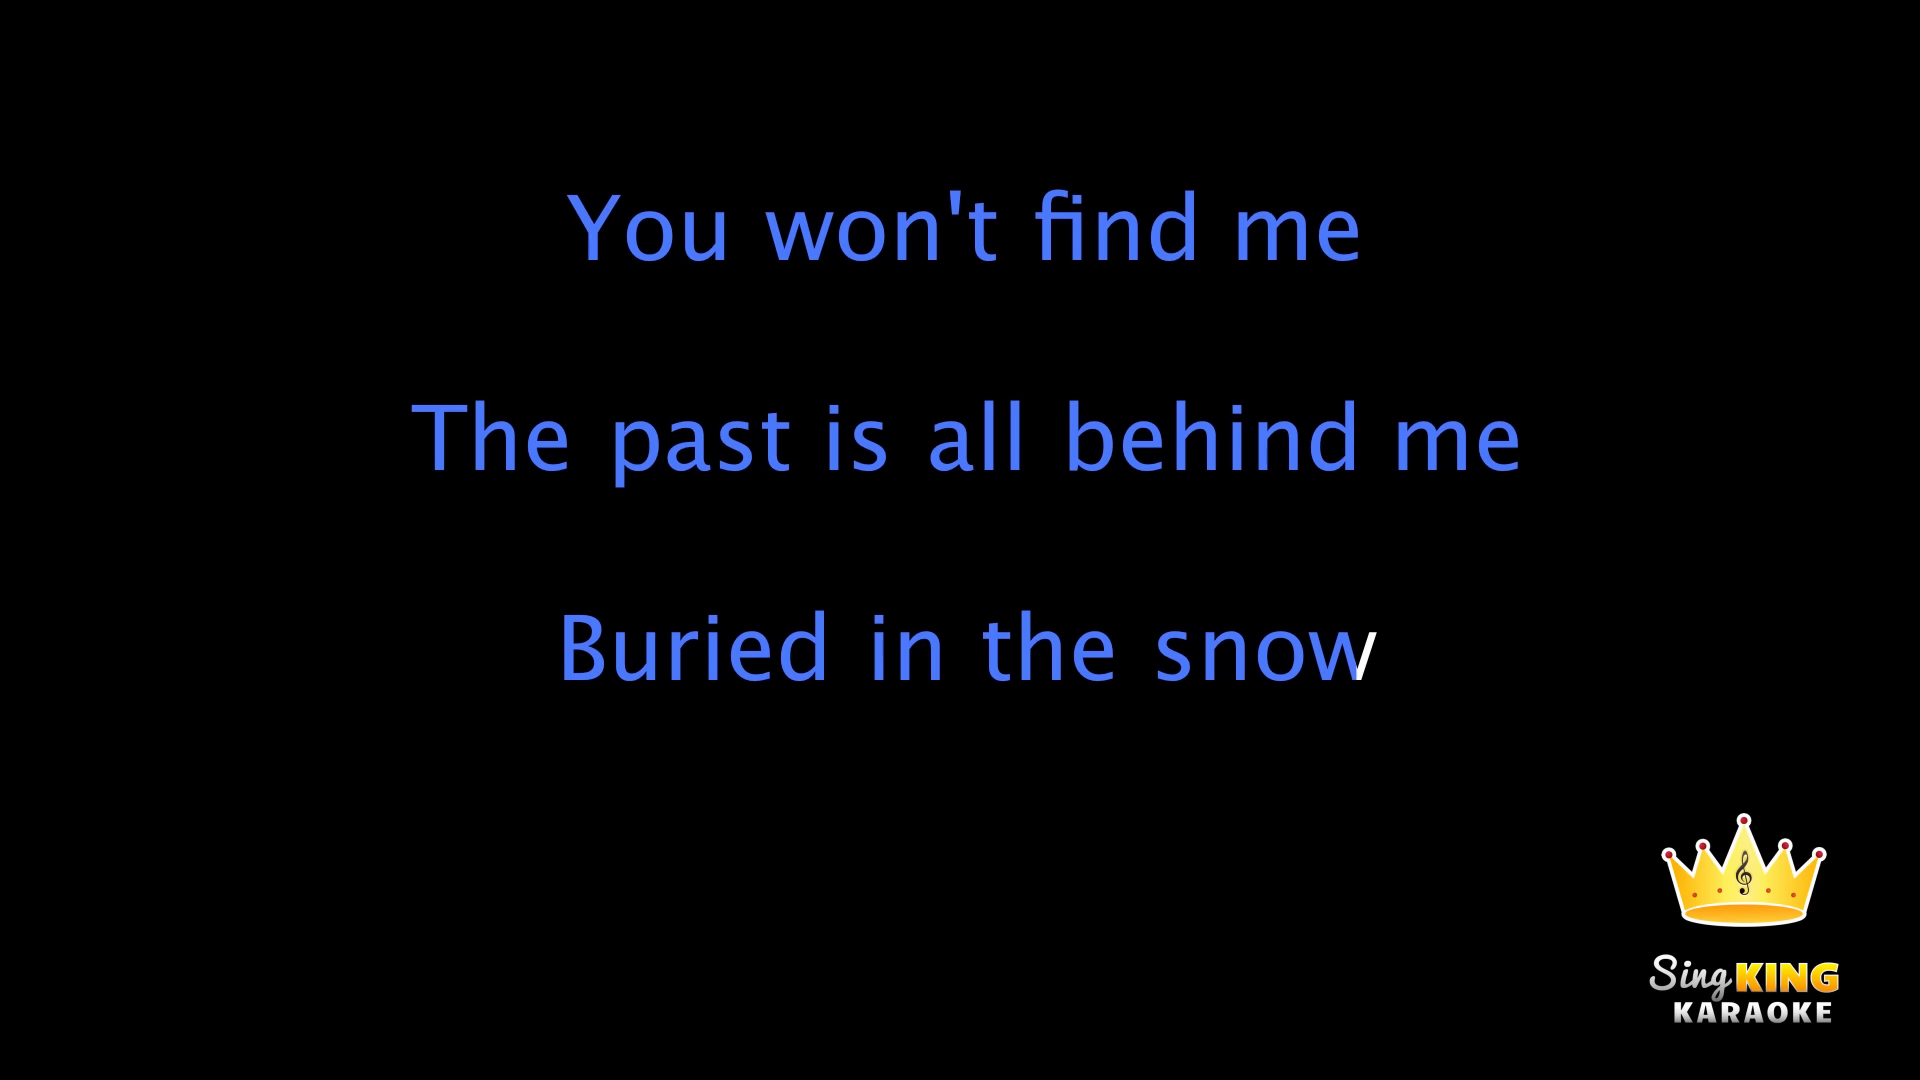 You won't find me
The past is all behind me
Buried in the snow
Sing KING
KARAOKE